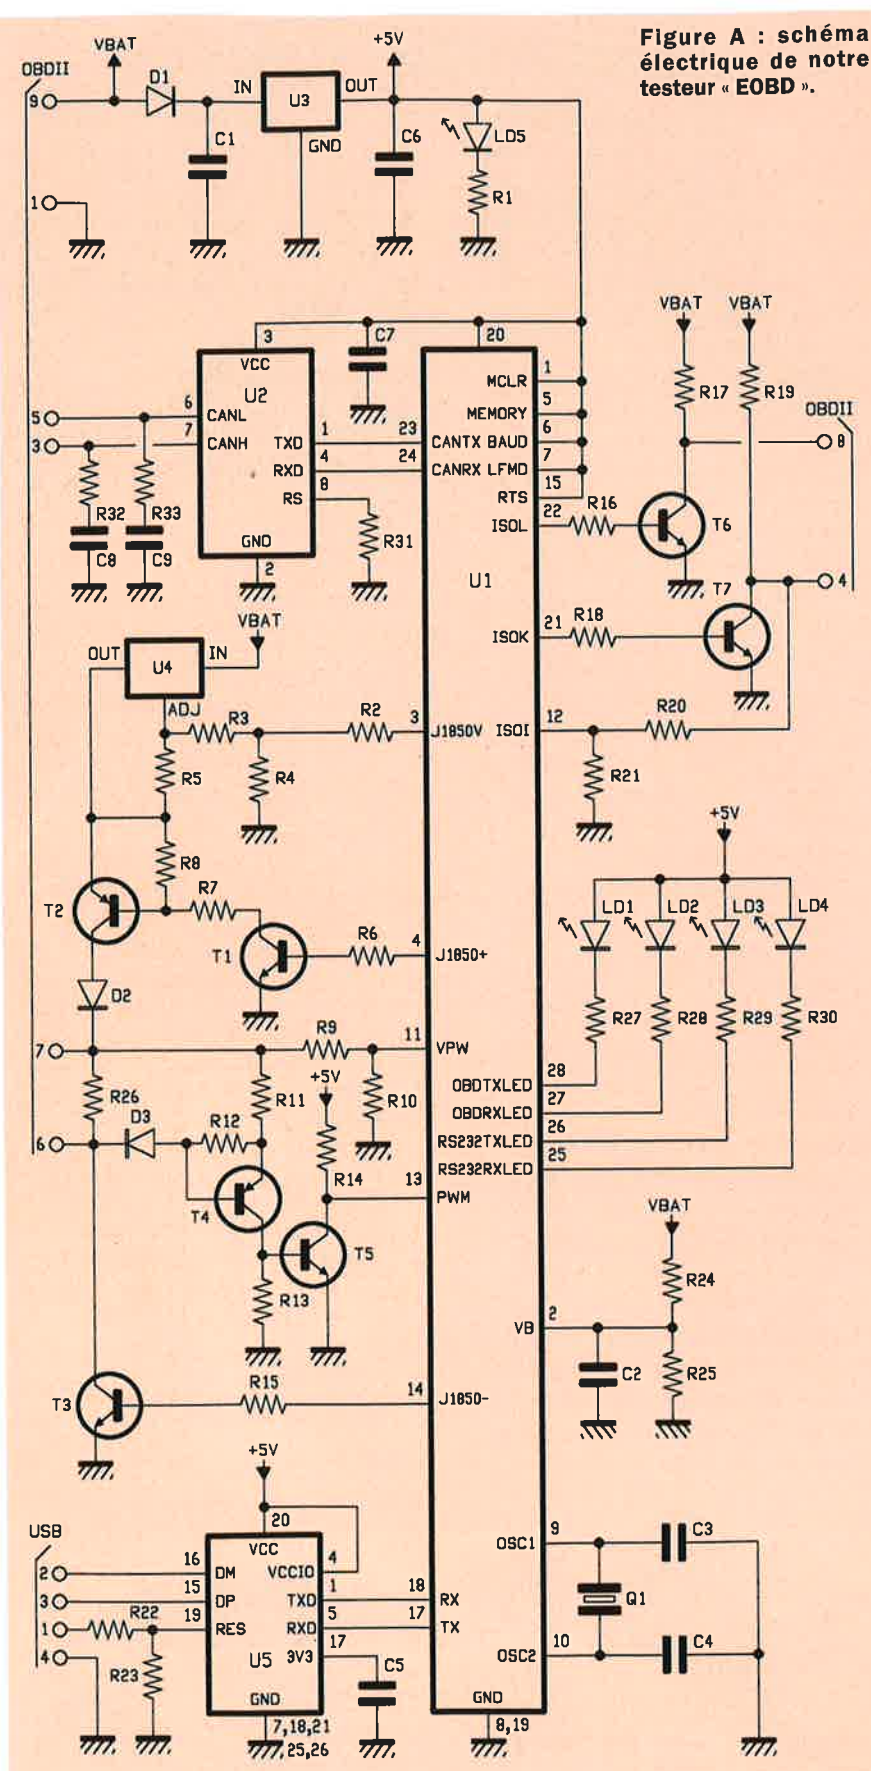 Figure A : schéma
électrique de notre
testeur « EOBD ».
VBAT
+5V
OBDII
D1
IN
U3
OUT
9
C1
GND
C6
LD5
R1
1
VBAT VBAT
3
C7
20
VCC
U2
MCLR
1
R17
R19
OBDII
6
CANL
MEMORY
5
5
7
CANH
TXD
1
23
CANTX BAUD
6
8
3
RXD
4
24
CANRX LFMD
7
RS
8
RTS
15
R16
R32
R33
ISOL
22
T6
C8
C9
GND
R31
2
U1
T7
4
VBAT
OUT
U4
IN
ISOK
21
R18
ADJ
R3
R2
3
J1850V
ISOI
12
R20
R5
R4
R21
+5V
R8
R7
T2
LD1
LD2
LD3
LD4
T1
R6
4
J1850+
D2
R27
R28
R29
R30
R9
7
11
VPW
+5V
OBDTXLED
28
R26
R11
R10
OBDRXLED
27
D3
R12
6
RS232TXLED
26
R14
RS232RXLED
25
T4
13
PWM
VBAT
T5
R24
R13
VB
2
C2
R25
R15
T3
14
J1850-
+5V
USB
20
VCC
OSC1
9
C3
2
16
DM
VCCIO
4
3
15
DP
TXD
1
18
RX
Q1
1
R22
19
RES
RXD
5
17
TX
4
U5
3V3
17
OSC2
10
C4
R23
C5
GND
GND
7,18,21
25,26
8,19